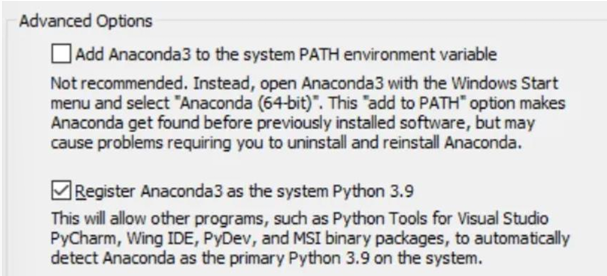 Advanced Options
Add Anaconda3 to the system PATH environment variable
Not recommended. Instead, open Anaconda3 with the Windows Start
menu and select "Anaconda (64-bit)". This "add to PATH" option makes
Anaconda get found before previously installed software, but may
cause problems requiring you to uninstall and reinstall Anaconda.
Register Anaconda3 as the system Python 3.9
This will allow other programs, such as Python Tools for Visual Studio
PyCharm, Wing IDE, PyDev, and MSI binary packages, to automatically
detect Anaconda as the primary Python 3.9 on the system.